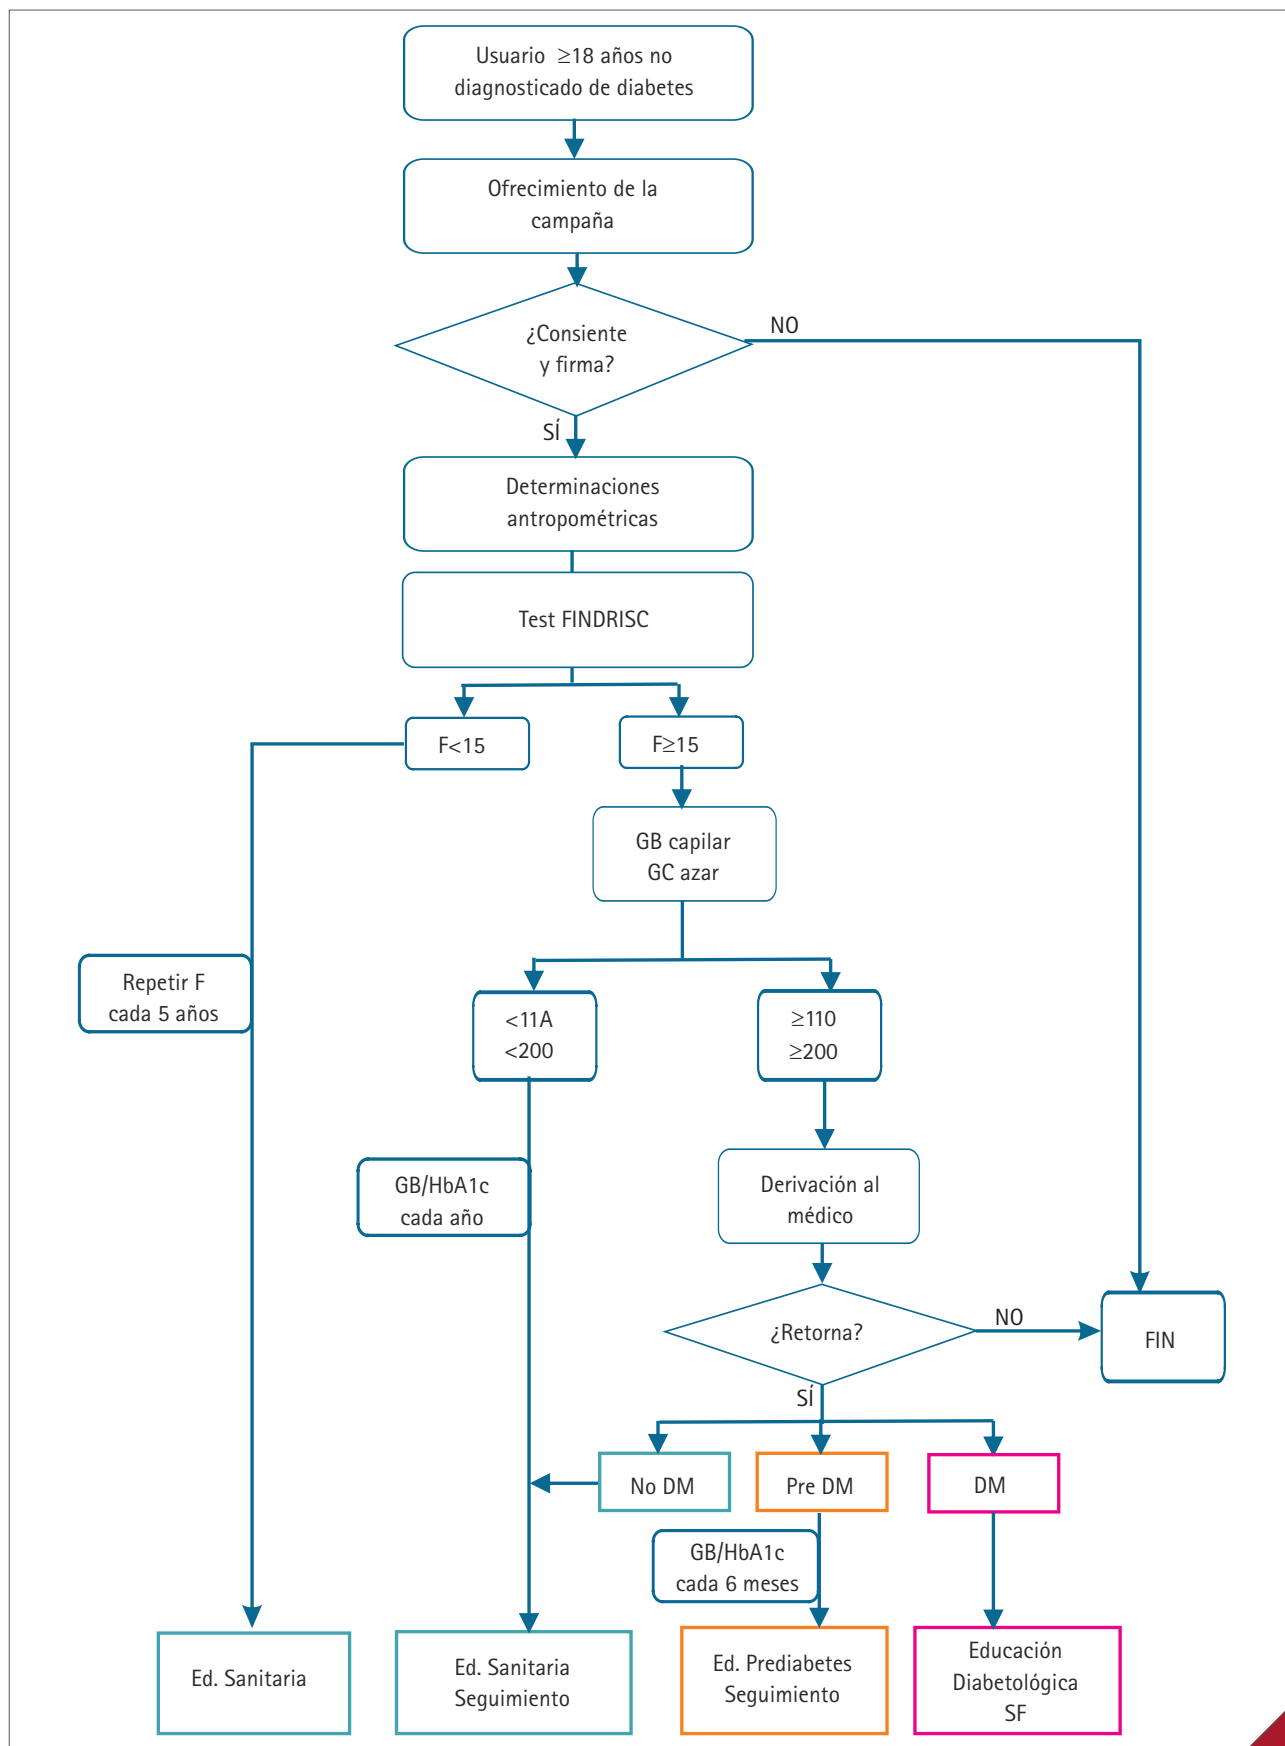 Usuario ≥18 años no
diagnosticado de diabetes
Ofrecimiento de la
campaña
¿Consiente
y firma?
NO
SÍ
Determinaciones
antropométricas
Test FINDRISC
F<15
F≥15
GB capilar
GC azar
Repetir F
cada 5 años
<11A
<200
≥110
≥200
GB/HbA1c
cada año
Derivación al
médico
¿Retorna?
NO
FIN
SÍ
No DM
Pre DM
DM
GB/HbA1c
cada 6 meses
Ed. Sanitaria
Ed. Sanitaria
Seguimiento
Ed. Prediabetes
Seguimiento
Educación
Diabetológica
SF